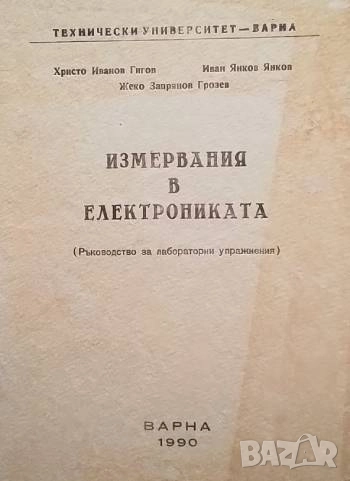 ТЕХНИЧЕСКИ УНИВЕРСИТЕТ — ВАРНА
Христо Иванов Гигов Иван Янков Янков
Жеко Запрянов Грозев
ИЗМЕРВАНИЯ
В
ЕЛЕКТРОНИКАТА
(Ръководство за лабораторни упражнения)
ВАРНА
1990
BAZAR